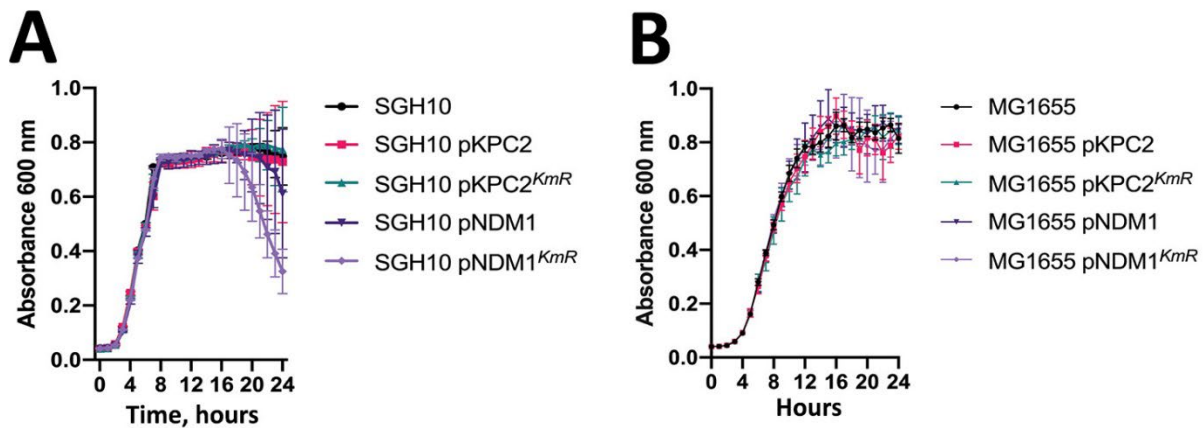 A
Absorbance 600 nm
1.0
0.8
0.6
0.4
0.2
0.0
0 4 8 12 16 20 24
Time, hours
SGH10
SGH10 pKPC2
SGH10 pKPC2KmR
SGH10 pNDM1
SGH10 pNDM1KmR
B
Absorbance 600 nm
1.0
0.8
0.6
0.4
0.2
0.0
0 4 8 12 16 20 24
Hours
MG1655
MG1655 pKPC2
MG1655 pKPC2KmR
MG1655 pNDM1
MG1655 pNDM1KmR